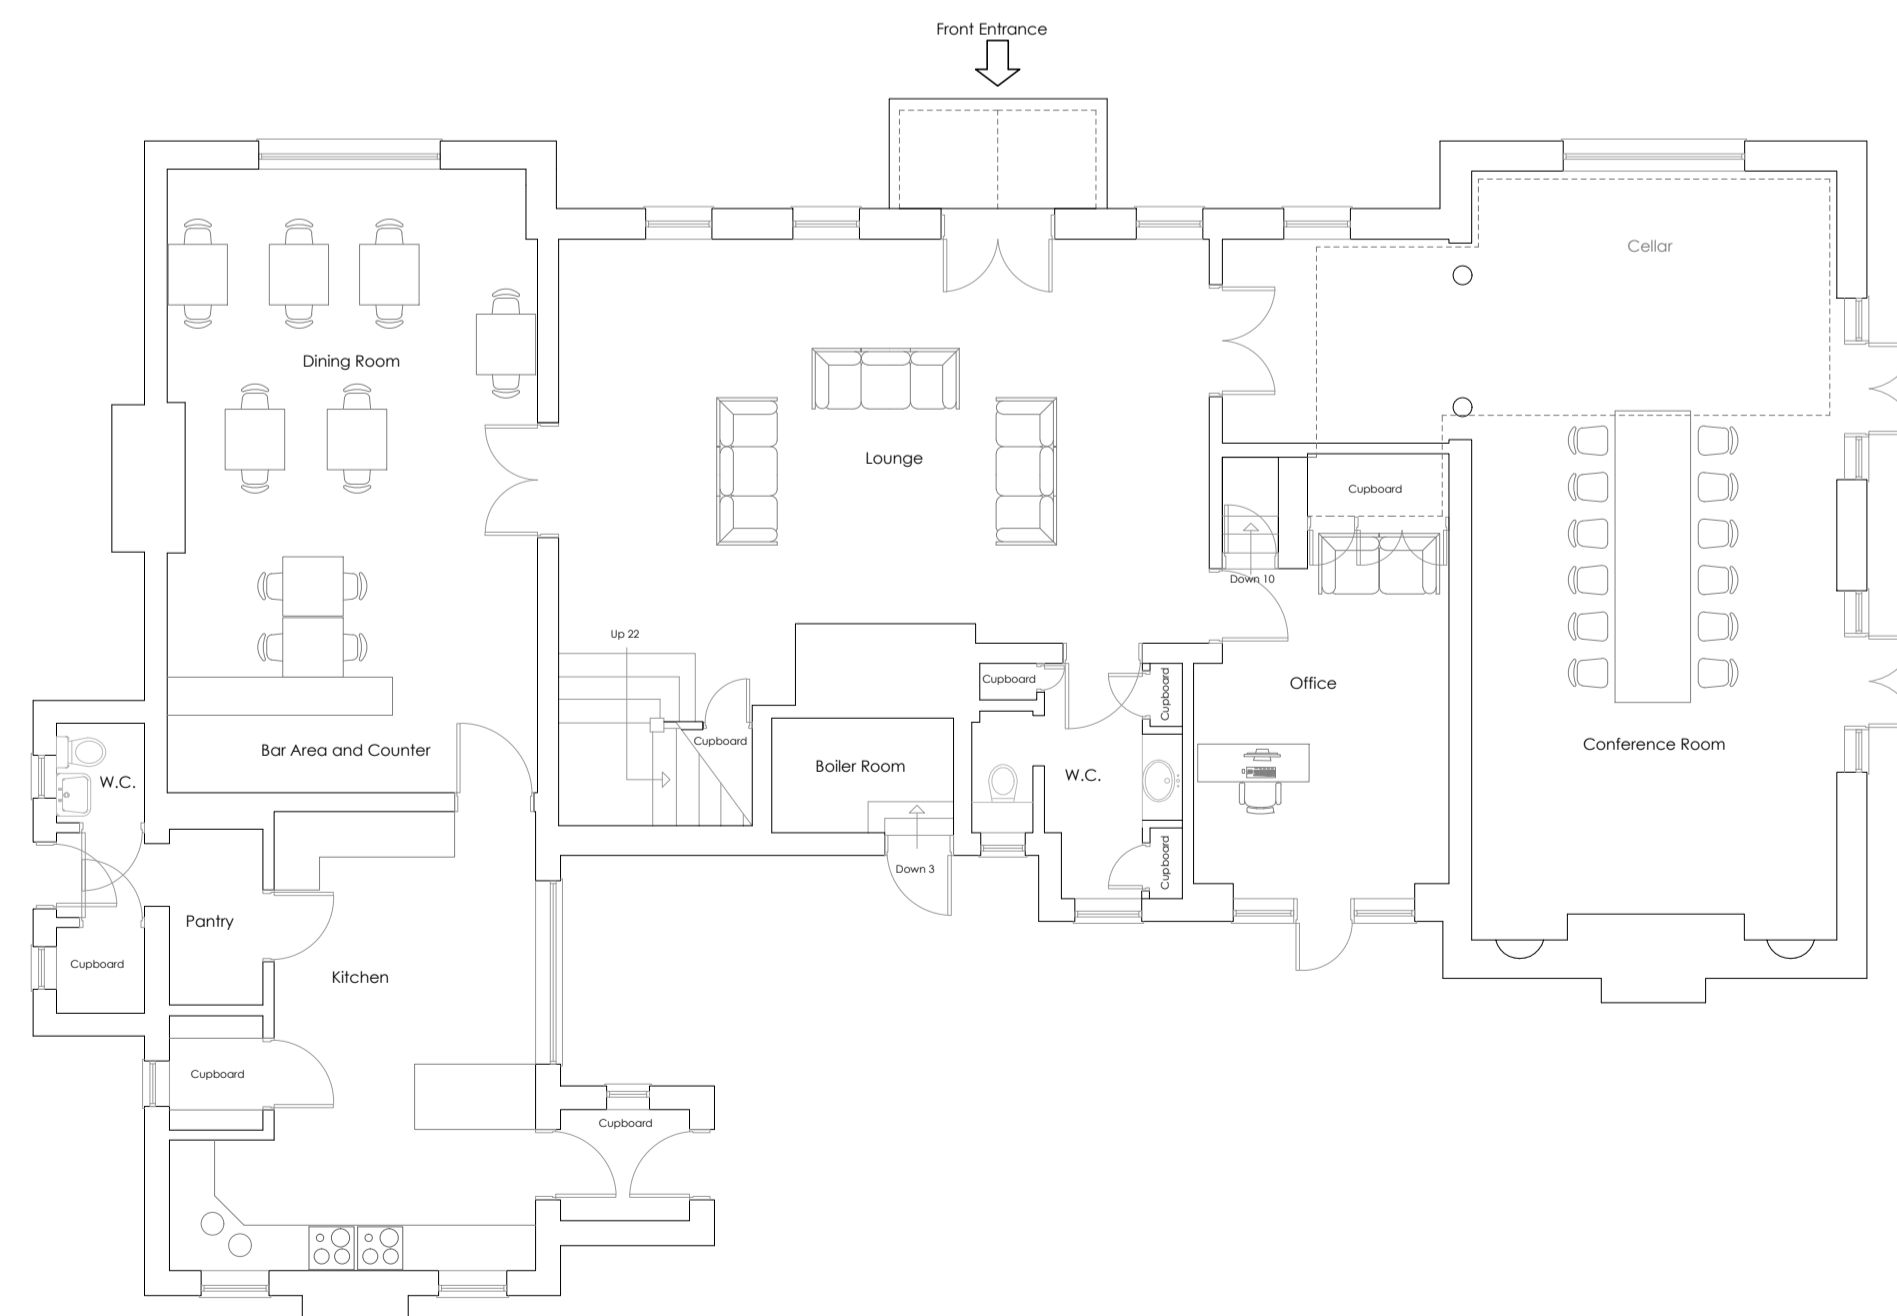 Front Entrance
Cellar
Dining Room
Lounge
Cupboard
Down 10
Up 22
Cupboard
Cupboard
Office
Cupboard
Conference Room
Bar Area and Counter
Boiler Room
W.C.
W.C.
Cupboard
Down 3
Pantry
Cupboard
Kitchen
Cupboard
Cupboard